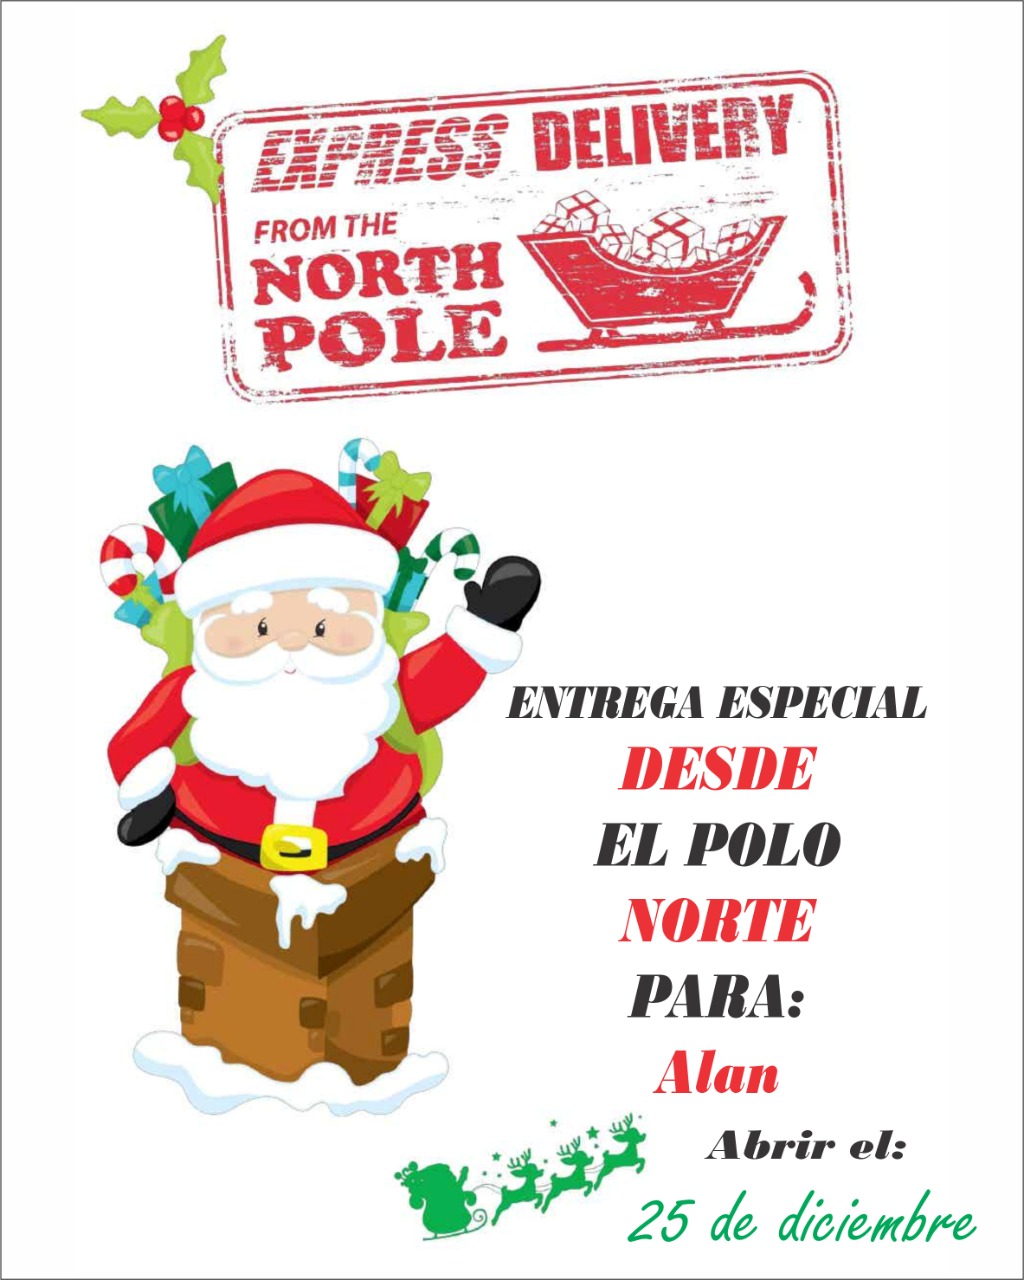 EXPRESS DELIVERY
FROM THE
NORTH
POLE
ENTREGA ESPECIAL
DESDE
EL POLO
NORTE
PARA:
Alan
Abrir el:
25 de diciembre